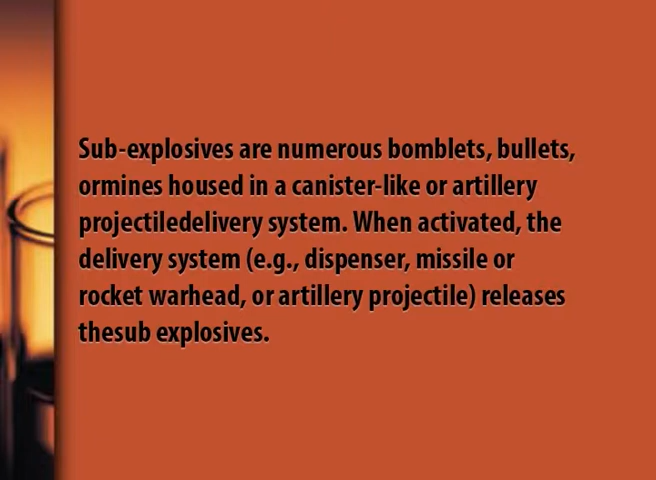 Sub-explosives are numerous bomblets, bullets,
ormines housed in a canister-like or artillery
projectiledelivery system. When activated, the
delivery system (e.g., dispenser, missile or
rocket warhead, or artillery projectile) releases
thesub explosives.